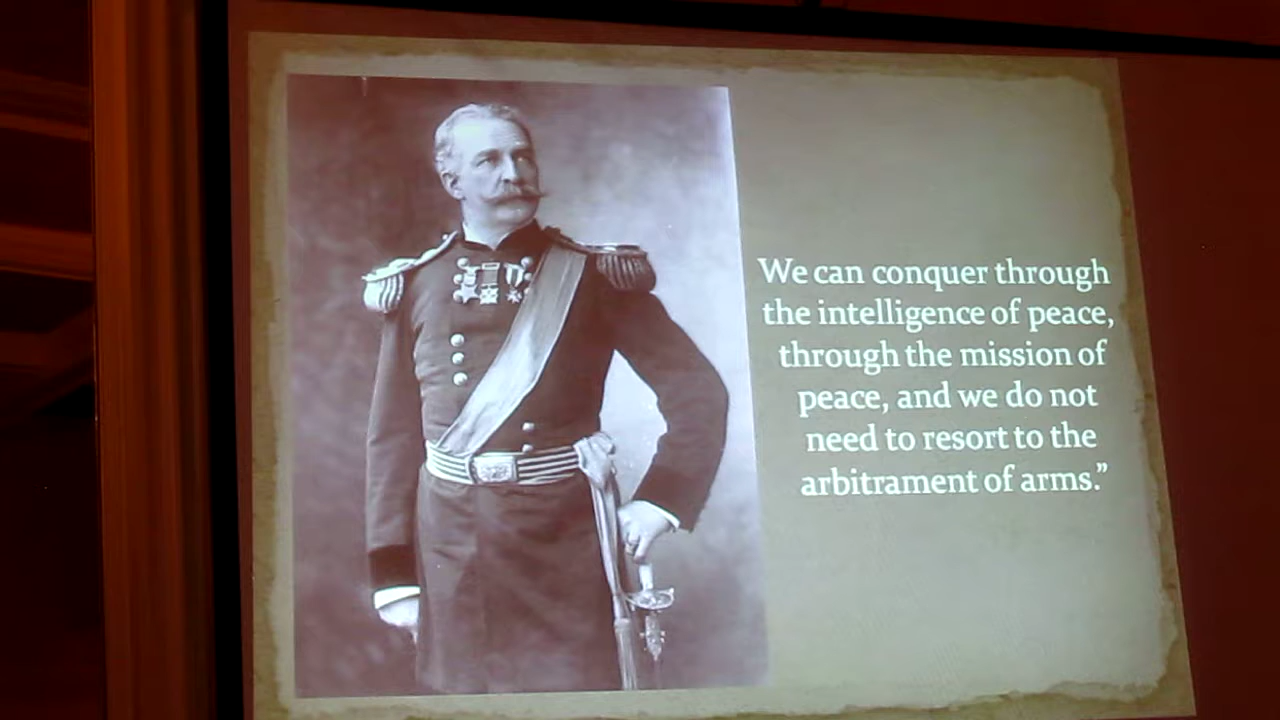 We can conquer through
the intelligence of peace,
through the mission of
peace, and we do not
need to resort to the
arbitrament of arms.”